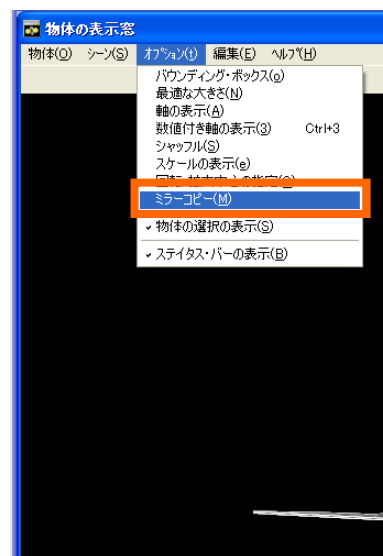 物体の表示窓
物体(O) シーン(S) オプション(t) 編集(E) ヘルプ(H)
バウンディング・ボックス(o)
最適な大きさ(N)
軸の表示(A)
数値付き軸の表示(3) Ctrl+3
シャッフル(S)
スケールの表示(e)
ミラーコピー(M)
✓ 物体の選択の表示(S)
✓ ステイタス・バーの表示(B)